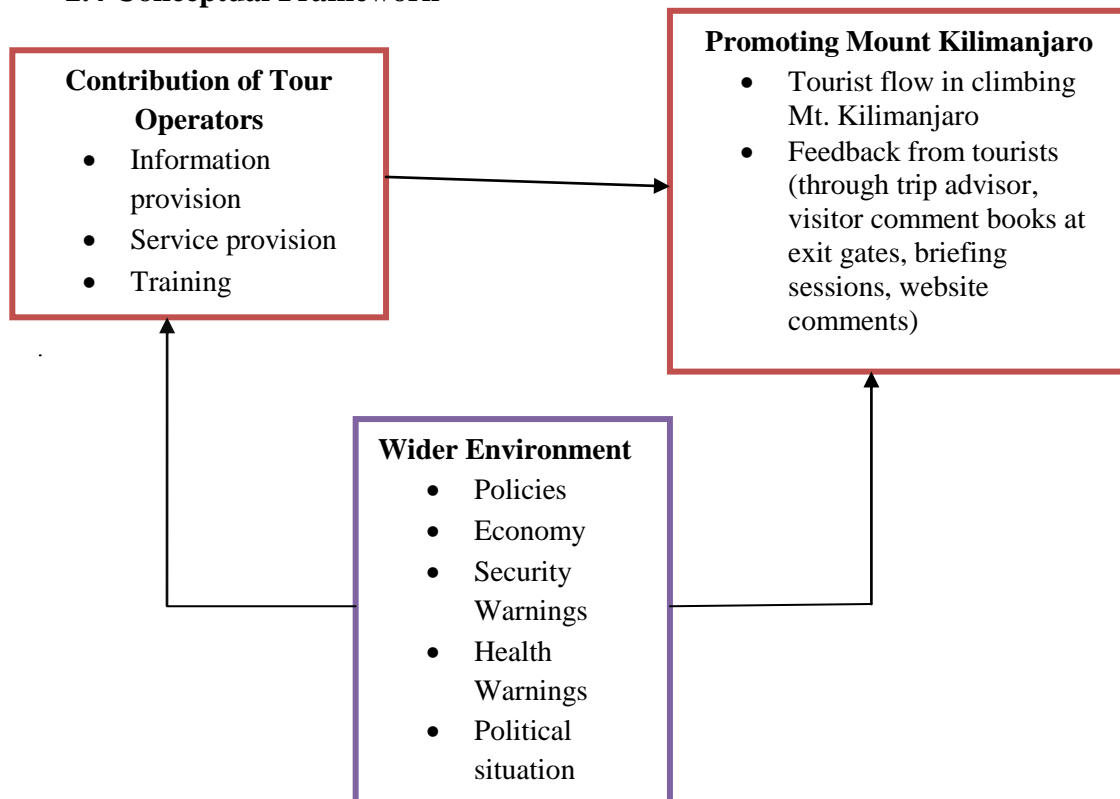 Contribution of Tour
Operators
• Information
provision
• Service provision
• Training
Promoting Mount Kilimanjaro
• Tourist flow in climbing
Mt. Kilimanjaro
• Feedback from tourists
(through trip advisor,
visitor comment books at
exit gates, briefing
sessions, website
comments)
Wider Environment
• Policies
• Economy
• Security
Warnings
• Health
Warnings
• Political
situation